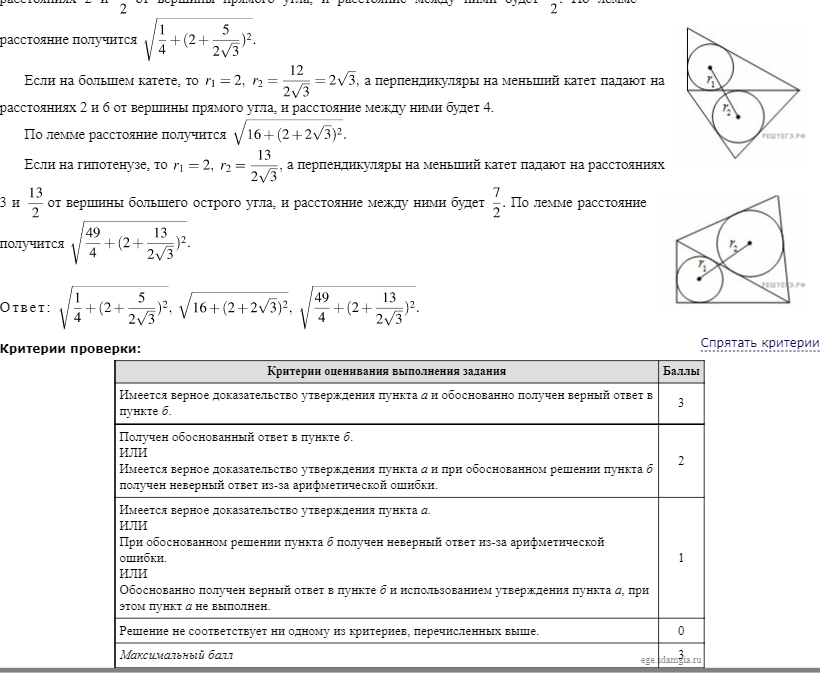 расстояниях 2 и \frac{}{2} от вершины прямого угла, и расстояние между ними будет \frac{}{2}. По лемме
расстояние получится \sqrt{\frac{1}{4}+(2+\frac{5}{2\sqrt{3}})^2}.
Если на большем катете, то r_1 = 2, r_2 = \frac{12}{2\sqrt{3}} = 2\sqrt{3}, а перпендикуляры на меньший катет падают на
расстояниях 2 и 6 от вершины прямого угла, и расстояние между ними будет 4.
По лемме расстояние получится \sqrt{16+(2+2\sqrt{3})^2}.
Если на гипотенузе, то r_1 = 2, r_2 = \frac{13}{2\sqrt{3}}, а перпендикуляры на меньший катет падают на расстояниях
3 и \frac{13}{2} от вершины большего острого угла, и расстояние между ними будет \frac{7}{2}. По лемме расстояние
получится \sqrt{\frac{49}{4}+(2+\frac{13}{2\sqrt{3}})^2}.
Ответ: \sqrt{\frac{1}{4}+(2+\frac{5}{2\sqrt{3}})^2}, \sqrt{16+(2+2\sqrt{3})^2}, \sqrt{\frac{49}{4}+(2+\frac{13}{2\sqrt{3}})^2}.
r_1
r_2
РЕШУЕГЭ.РФ
r_2
r_1
РЕШУЕГЭ.РФ
Критерии проверки:
Спрятать критерии
Критерии оценивания выполнения задания Баллы
Имеется верное доказательство утверждения пункта а и обоснованно получен верный ответ в
пункте б.
3
Получен обоснованный ответ в пункте б.
ИЛИ
Имеется верное доказательство утверждения пункта а и при обоснованном решении пункта б
получен неверный ответ из-за арифметической ошибки.
2
Имеется верное доказательство утверждения пункта а.
ИЛИ
При обоснованном решении пункта б получен неверный ответ из-за арифметической
ошибки.
ИЛИ
Обоснованно получен верный ответ в пункте б и использованием утверждения пункта а, при
этом пункт а не выполнен.
1
Решение не соответствует ни одному из критериев, перечисленных выше. 0
Максимальный балл 3
ege.sdamgia.ru